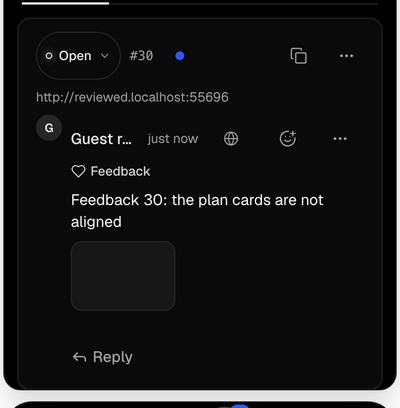 Open #30
http://reviewed.localhost:55696
G
Guest r... just now
Feedback
Feedback 30: the plan cards are not
aligned
Reply